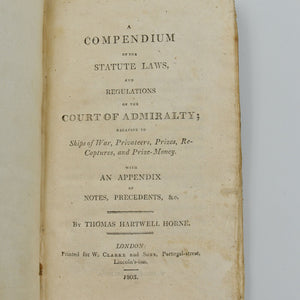 A
COMPENDIUM
OF THE
STATUTE LAWS,
AND
REGULATIONS
OF THE
COURT OF ADMIRALTY;
RELATIVE TO
Ships of War, Privateers, Prizes, Re-
Captures, and Prize-Money.
WITH
AN APPENDIX
OF
NOTES, PRECEDENTS, &c.
By THOMAS HARTWELL HORNE.
LONDON:
Printed for W. CLARKE and SONS, Portugal-street,
Lincoln's-inn.
1803.